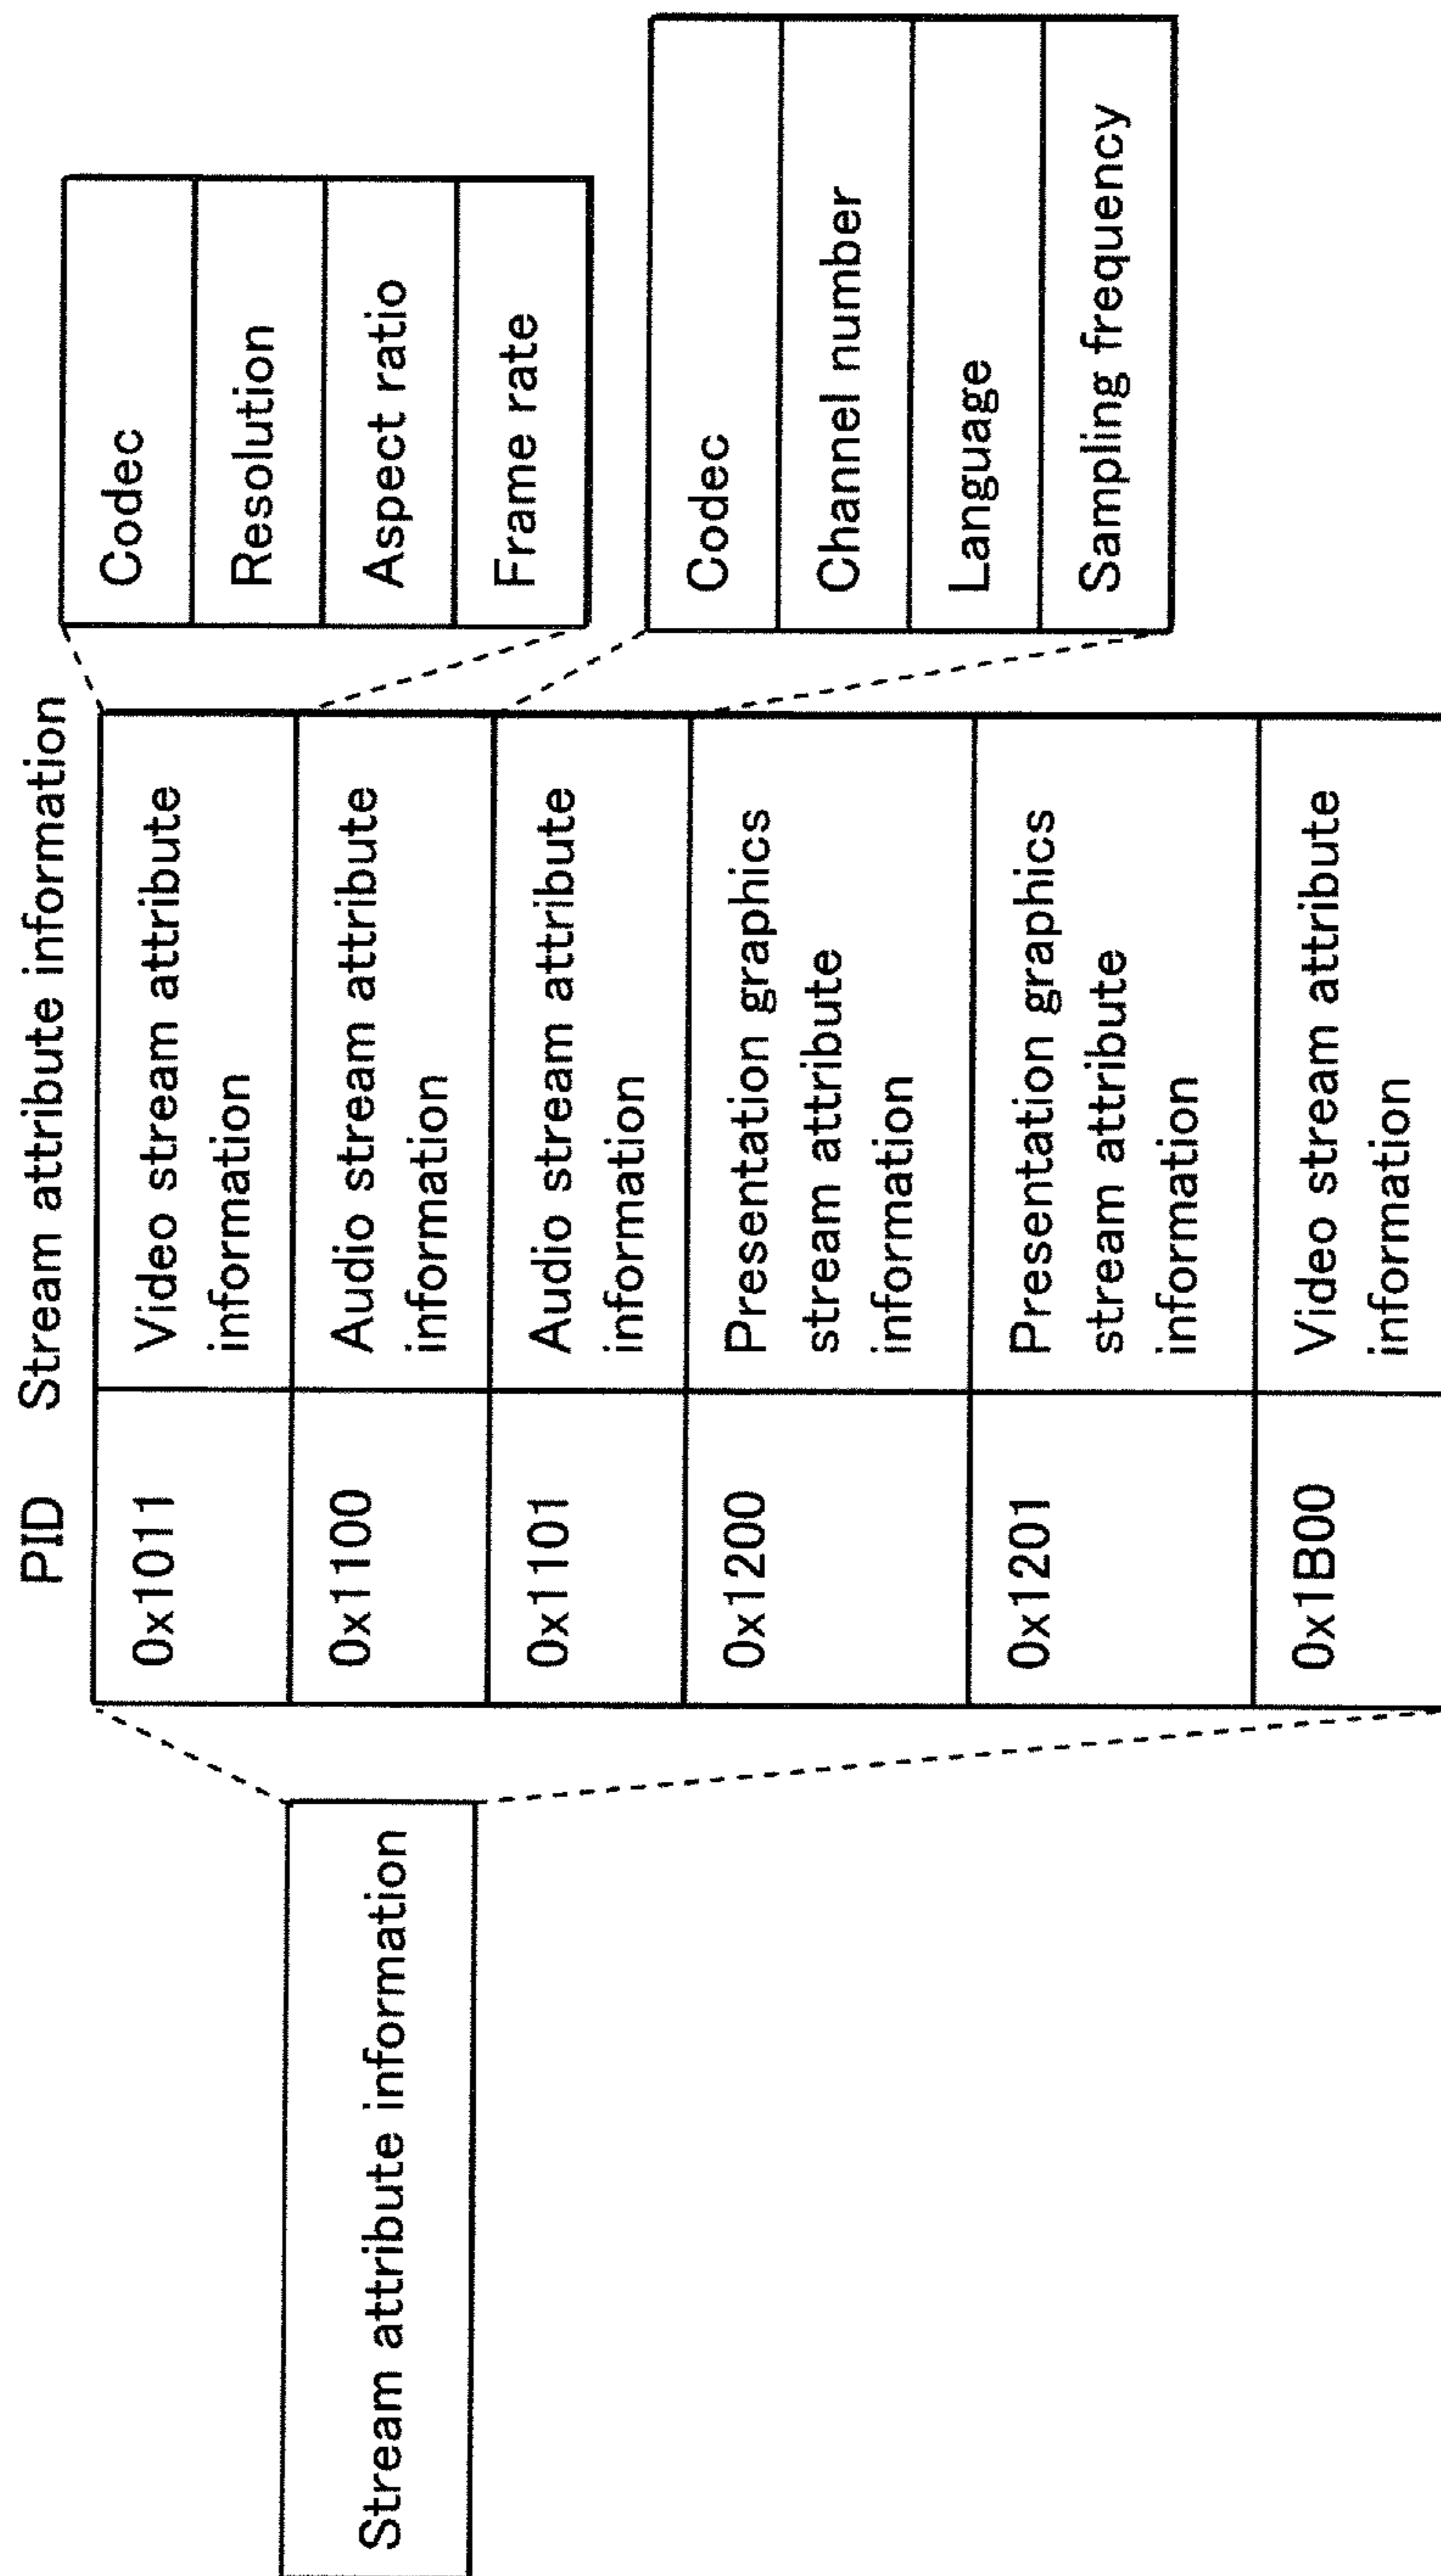 Stream attribute information
PID Stream attribute information
0x1011 Video stream attribute
information
0x1100 Audio stream attribute
information
0x1101 Audio stream attribute
information
0x1200 Presentation graphics
stream attribute
information
0x1201 Presentation graphics
stream attribute
information
0x1B00 Video stream attribute
information
Codec
Resolution
Aspect ratio
Frame rate
Codec
Channel number
Language
Sampling frequency